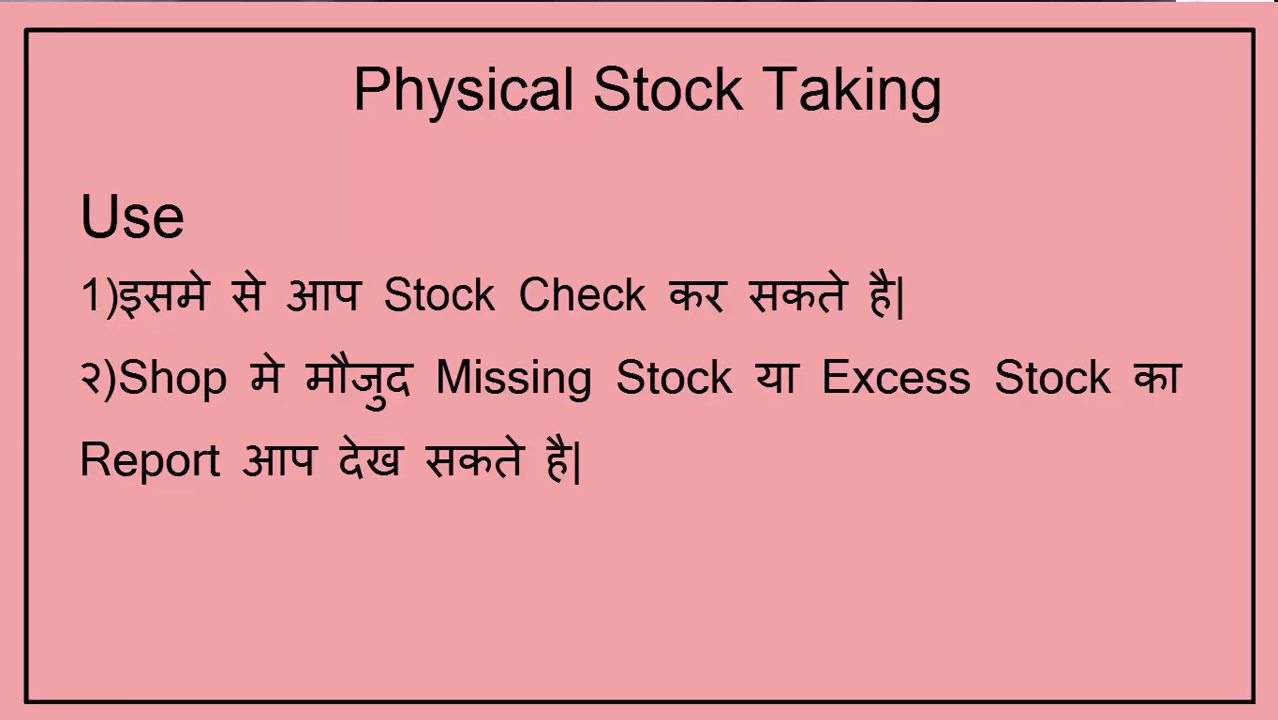 Physical Stock Taking
Use
1)इसमे से आप Stock Check कर सकते है|
२)Shop मे मौजुद Missing Stock या Excess Stock का
Report आप देख सकते है|